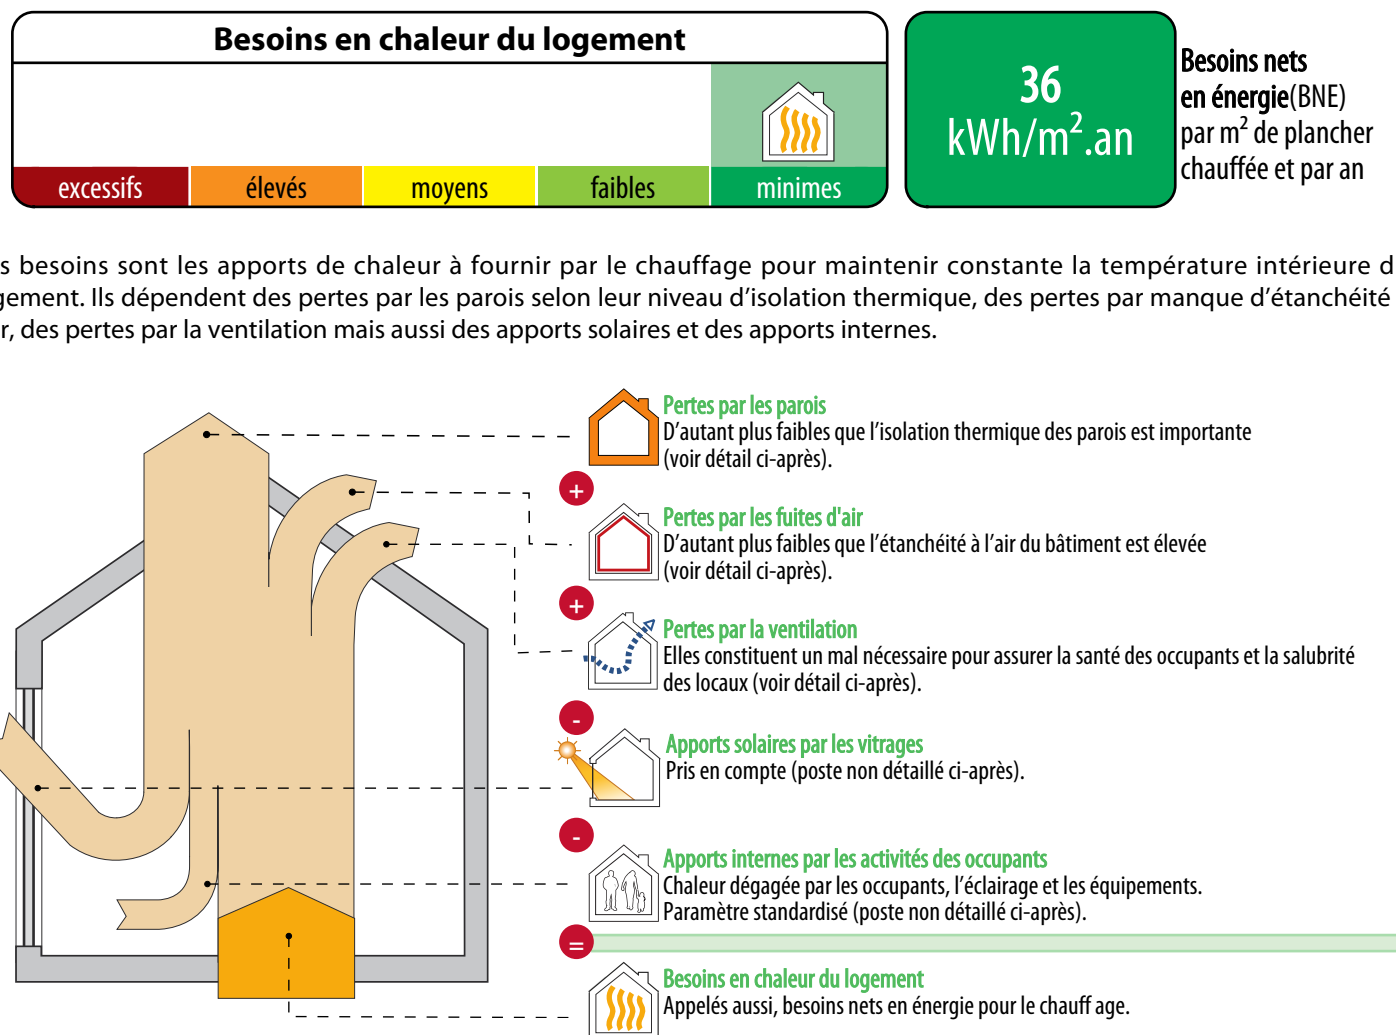 Besoins en chaleur du logement
excessifs
élevés
moyens
faibles
minimes
36
kWh/m².an
Besoins nets
en énergie(BNE)
par m² de plancher
chauffée et par an
s besoins sont les apports de chaleur à fournir par le chauffage pour maintenir constante la température intérieure d
gement. Ils dépendent des pertes par les parois selon leur niveau d’isolation thermique, des pertes par manque d’étanchéité
r, des pertes par la ventilation mais aussi des apports solaires et des apports internes.
Pertes par les parois
D’autant plus faibles que l’isolation thermique des parois est importante
(voir détail ci-après).
+
Pertes par les fuites d'air
D’autant plus faibles que l’étanchéité à l’air du bâtiment est élevée
(voir détail ci-après).
+
Pertes par la ventilation
Elles constituent un mal nécessaire pour assurer la santé des occupants et la salubrité
des locaux (voir détail ci-après).
-
Apports solaires par les vitrages
Pris en compte (poste non détaillé ci-après).
-
Apports internes par les activités des occupants
Chaleur dégagée par les occupants, l’éclairage et les équipements.
Paramètre standardisé (poste non détaillé ci-après).
=
Besoins en chaleur du logement
Appelés aussi, besoins nets en énergie pour le chauff age.